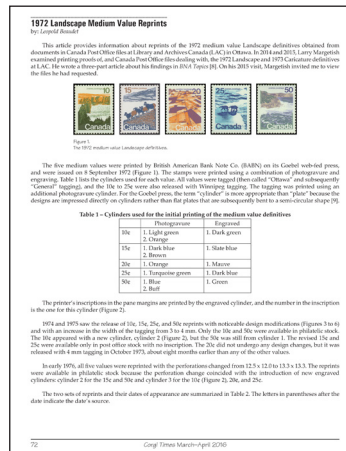 1972 Landscape Medium Value Reprints
by: Leopold Beaudet
This article provides information about reprints of the 1972 medium value Landscape definitives obtained from
documents in Canada Post Office files at Library and Archives Canada (LAC) in Ottawa. In 2014 and 2015, Larry Margetish
examined printing proofs of, and Canada Post Office files dealing with, the 1972 Landscape and 1973 Caricature definitives
at LAC. He wrote a three-part article about his findings in BNA Topics [8]. On his 2015 visit, Margetish invited me to view
the files he requested.
10
15
20
25
50
Canada
Canada
Canada
Canada
Canada
Figure 1.
The 1972 medium value Landscape definitives.
The five medium values were printed by British American Bank Note Co. (BABN) on its Goebel web-fed press,
and were issued on 8 September 1972 (Figure 1). The stamps were printed using a combination of photogravure and
engraving. Table 1 lists the cylinders used for each value. All values were tagged (then called “Ottawa” and subsequently
“General” tagging), and the 10¢ to 25¢ were also released with Winnipeg tagging. The tagging was printed using an
additional photogravure cylinder. For the Goebel press, the term “cylinder” is more appropriate than “plate” because the
designs are impressed directly on cylinders rather than flat plates that are subsequently bent to a semi-circular shape [9].
Table 1 – Cylinders used for the initial printing of the medium value definitives
Photogravure Engraved
10¢ 1. Light green 1. Dark green
2. Orange
15¢ 1. Dark blue 1. Slate blue
2. Brown
20¢ 1. Orange 1. Mauve
25¢ 1. Turquoise green 1. Dark blue
50¢ 1. Blue 1. Green
2. Buff
The printer's inscriptions in the pane margins are printed by the engraved cylinder, and the number in the inscription
is the one for this cylinder (Figure 2).
1974 and 1975 saw the release of 10¢, 15¢, 25¢, and 50¢ reprints with noticeable design modifications (Figures 3 to 6)
and with an increase in the width of the tagging from 3 to 4 mm. Only the 10¢ and 50¢ were available in philatelic stock.
The 10¢ appeared with a new cylinder, cylinder 2 (Figure 2), but the 50¢ was still from cylinder 1. The revised 15¢ and
25¢ were available only in post office stock with no inscription. The 20¢ did not undergo any design changes, but it was
released with 4 mm tagging in October 1973, about eight months earlier than any of the other values.
In early 1976, all five values were reprinted with the perforations changed from 12.5 x 12.0 to 13.3 x 13.3. The reprints
were available in philatelic stock because the perforation change coincided with the introduction of new engraved
cylinders: cylinder 2 for the 15¢ and 50¢ and cylinder 3 for the 10¢ (Figure 2), 20¢, and 25¢.
The two sets of reprints and their dates of appearance are summarized in Table 2. The letters in parentheses after the
date indicate the date's source.
72 Corgi Times March–April 2016